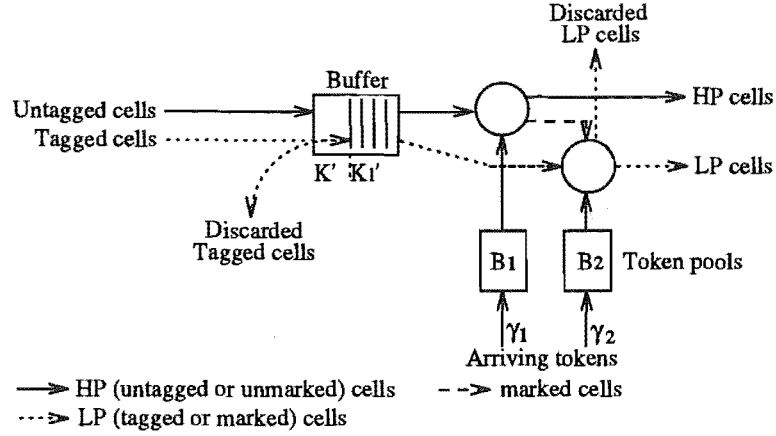 Discarded
LP cells
Buffer
Untagged cells
HP cells
Tagged cells
LP cells
K' K1'
Discarded
Tagged cells
B1
B2
Token pools
γ1
γ2
Arriving tokens
HP (untagged or unmarked) cells
marked cells
LP (tagged or marked) cells